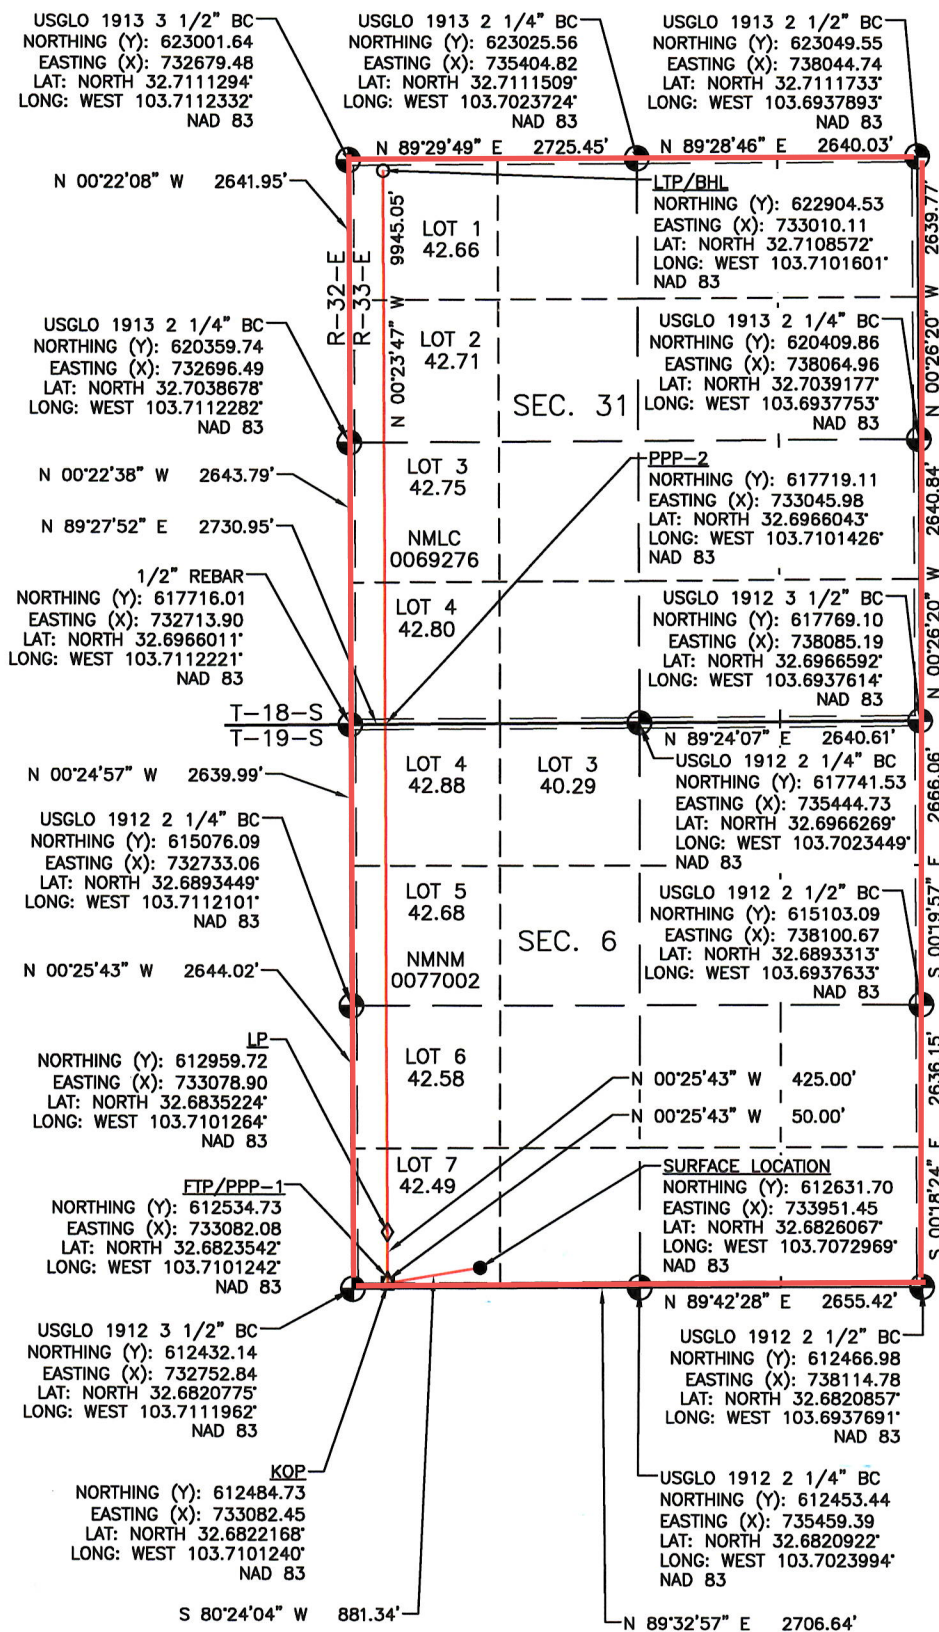 USGLO 1913 3 1/2" BC
NORTHING (Y): 623001.64
EASTING (X): 732679.48
LAT: NORTH 32.7111294°
LONG: WEST 103.7112332°
NAD 83
USGLO 1913 2 1/4" BC
NORTHING (Y): 623025.56
EASTING (X): 735404.82
LAT: NORTH 32.7111509°
LONG: WEST 103.7023724°
NAD 83
USGLO 1913 2 1/2" BC
NORTHING (Y): 623049.55
EASTING (X): 738044.74
LAT: NORTH 32.7111733°
LONG: WEST 103.6937893°
NAD 83
N 89°29'49" E 2725.45'
N 89°28'46" E 2640.03'
N 00°22'08" W 2641.95'
R-32-E
R-33-E
N 00°23'47" W 9945.05'
LOT 1
42.66
LTP/BHL
NORTHING (Y): 622904.53
EASTING (X): 733010.11
LAT: NORTH 32.7108572°
LONG: WEST 103.7101601°
NAD 83
N 00°26'20" W 2639.77'
USGLO 1913 2 1/4" BC
NORTHING (Y): 620359.74
EASTING (X): 732696.49
LAT: NORTH 32.7038678°
LONG: WEST 103.7112282°
NAD 83
LOT 2
42.71
USGLO 1913 2 1/4" BC
NORTHING (Y): 620409.86
EASTING (X): 738064.96
LAT: NORTH 32.7039177°
LONG: WEST 103.6937753°
NAD 83
SEC. 31
N 00°22'38" W 2643.79'
N 89°27'52" E 2730.95'
LOT 3
42.75
NMLC
0069276
PPP-2
NORTHING (Y): 617719.11
EASTING (X): 733045.98
LAT: NORTH 32.6966043°
LONG: WEST 103.7101426°
NAD 83
N 00°26'20" W 2640.84'
1/2" REBAR
NORTHING (Y): 617716.01
EASTING (X): 732713.90
LAT: NORTH 32.6966011°
LONG: WEST 103.7112221°
NAD 83
LOT 4
42.80
USGLO 1912 3 1/2" BC
NORTHING (Y): 617769.10
EASTING (X): 738085.19
LAT: NORTH 32.6966592°
LONG: WEST 103.6937614°
NAD 83
T-18-S
T-19-S
N 89°24'07" E 2640.61'
N 00°24'57" W 2639.99'
LOT 4
42.88
LOT 3
40.29
USGLO 1912 2 1/4" BC
NORTHING (Y): 617741.53
EASTING (X): 735444.73
LAT: NORTH 32.6966269°
LONG: WEST 103.7023449°
NAD 83
S 00°19'57" E 2666.06'
USGLO 1912 2 1/4" BC
NORTHING (Y): 615076.09
EASTING (X): 732733.06
LAT: NORTH 32.6893449°
LONG: WEST 103.7112101°
NAD 83
LOT 5
42.68
NMNM
0077002
SEC. 6
USGLO 1912 2 1/2" BC
NORTHING (Y): 615103.09
EASTING (X): 738100.67
LAT: NORTH 32.6893313°
LONG: WEST 103.6937633°
NAD 83
N 00°25'43" W 2644.02'
LP
NORTHING (Y): 612959.72
EASTING (X): 733078.90
LAT: NORTH 32.6835224°
LONG: WEST 103.7101264°
NAD 83
LOT 6
42.58
N 00°25'43" W 425.00'
N 00°25'43" W 50.00'
S 00°18'24" E 2636.15'
FTP/PPP-1
NORTHING (Y): 612534.73
EASTING (X): 733082.08
LAT: NORTH 32.6823542°
LONG: WEST 103.7101242°
NAD 83
LOT 7
42.49
SURFACE LOCATION
NORTHING (Y): 612631.70
EASTING (X): 733951.45
LAT: NORTH 32.6826067°
LONG: WEST 103.7072969°
NAD 83
N 89°42'28" E 2655.42'
USGLO 1912 3 1/2" BC
NORTHING (Y): 612432.14
EASTING (X): 732752.84
LAT: NORTH 32.6820775°
LONG: WEST 103.7111962°
NAD 83
USGLO 1912 2 1/2" BC
NORTHING (Y): 612466.98
EASTING (X): 738114.78
LAT: NORTH 32.6820857°
LONG: WEST 103.6937691°
NAD 83
KOP
NORTHING (Y): 612484.73
EASTING (X): 733082.45
LAT: NORTH 32.6822168°
LONG: WEST 103.7101240°
NAD 83
USGLO 1912 2 1/4" BC
NORTHING (Y): 612453.44
EASTING (X): 735459.39
LAT: NORTH 32.6820922°
LONG: WEST 103.7023994°
NAD 83
S 80°24'04" W 881.34'
N 89°32'57" E 2706.64'